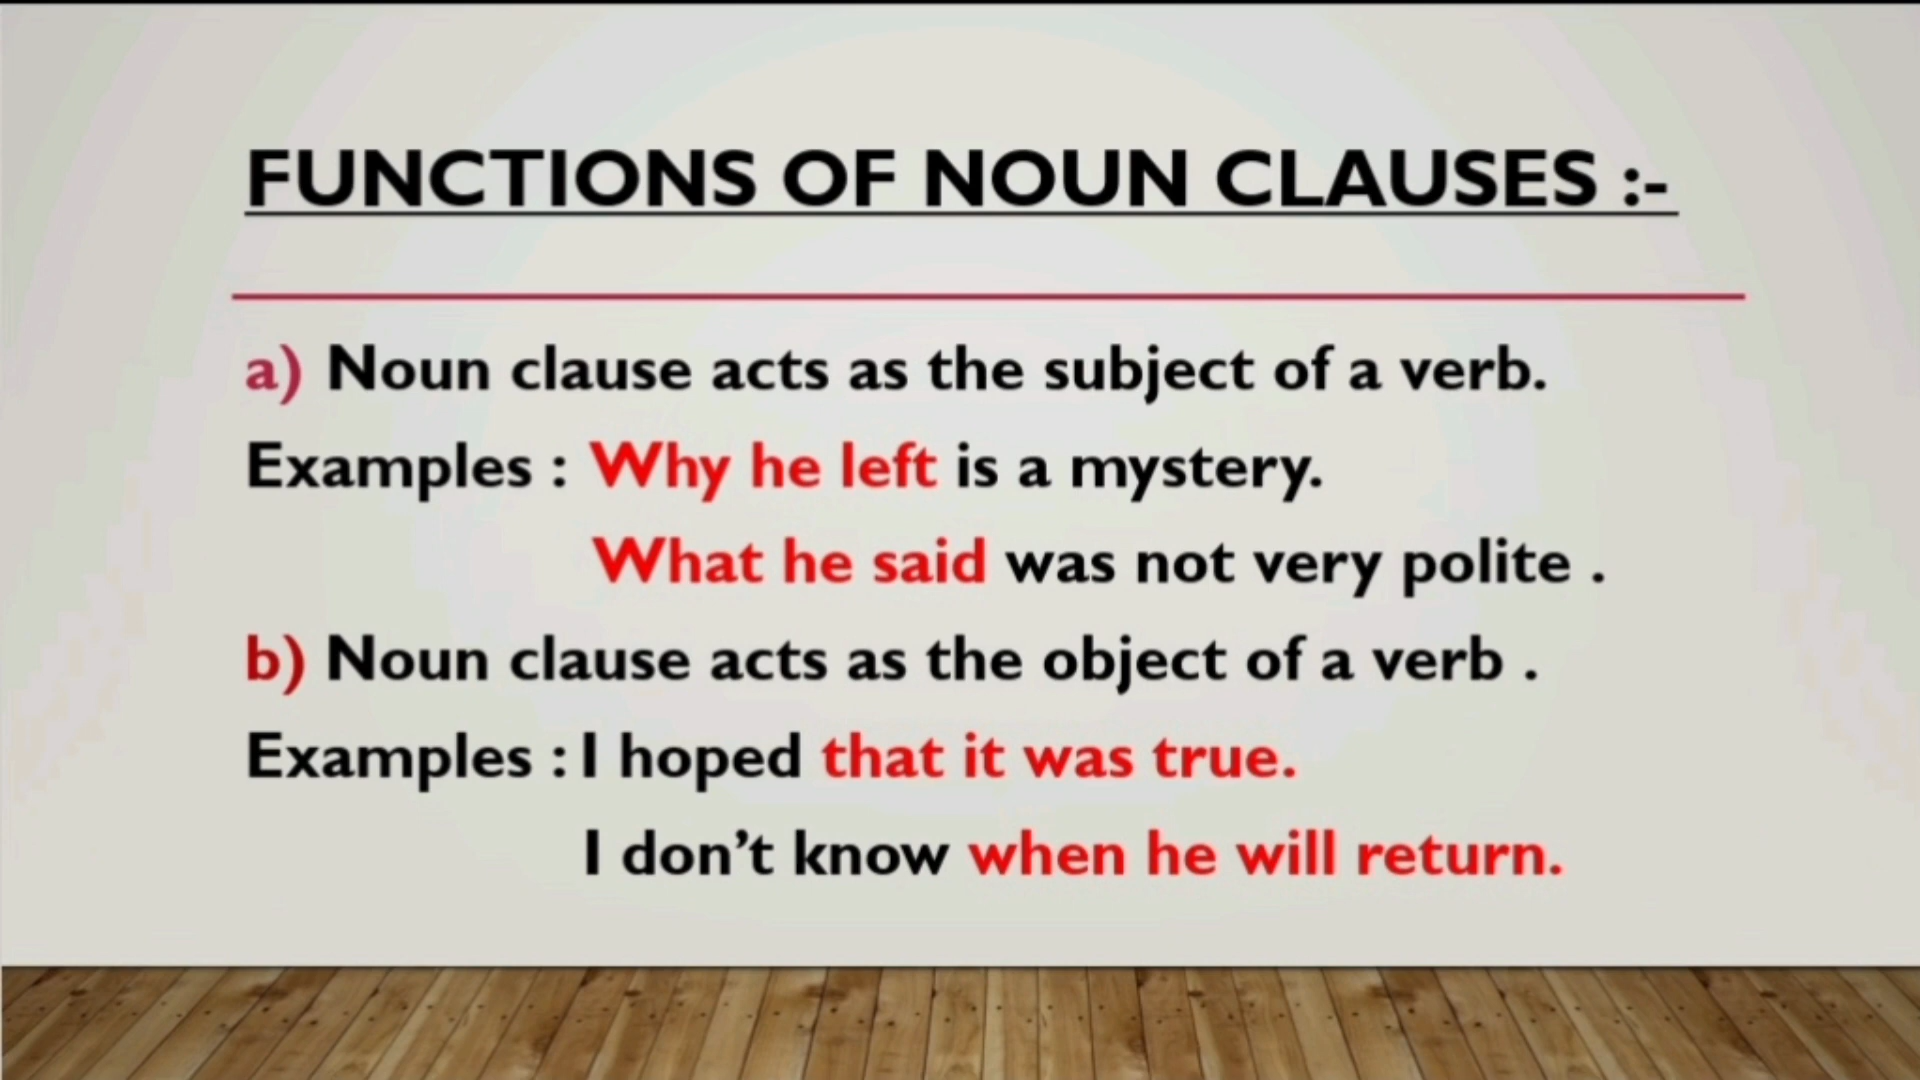 FUNCTIONS OF NOUN CLAUSES :-
a) Noun clause acts as the subject of a verb.
Examples : Why he left is a mystery.
What he said was not very polite .
b) Noun clause acts as the object of a verb .
Examples : I hoped that it was true.
I don’t know when he will return.